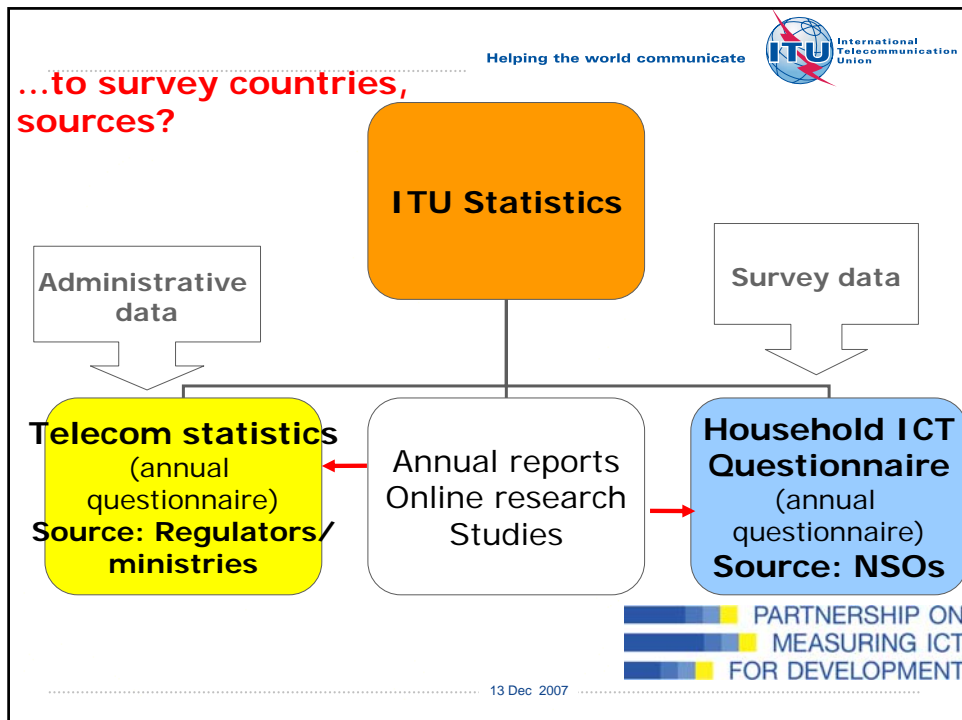 Helping the world communicate
ITU
International
Telecommunication
Union
...to survey countries,
sources?
ITU Statistics
Administrative
data
Survey data
Telecom statistics
(annual
questionnaire)
Source: Regulators/
ministries
Annual reports
Online research
Studies
Household ICT
Questionnaire
(annual
questionnaire)
Source: NSOs
PARTNERSHIP ON
MEASURING ICT
FOR DEVELOPMENT
13 Dec 2007